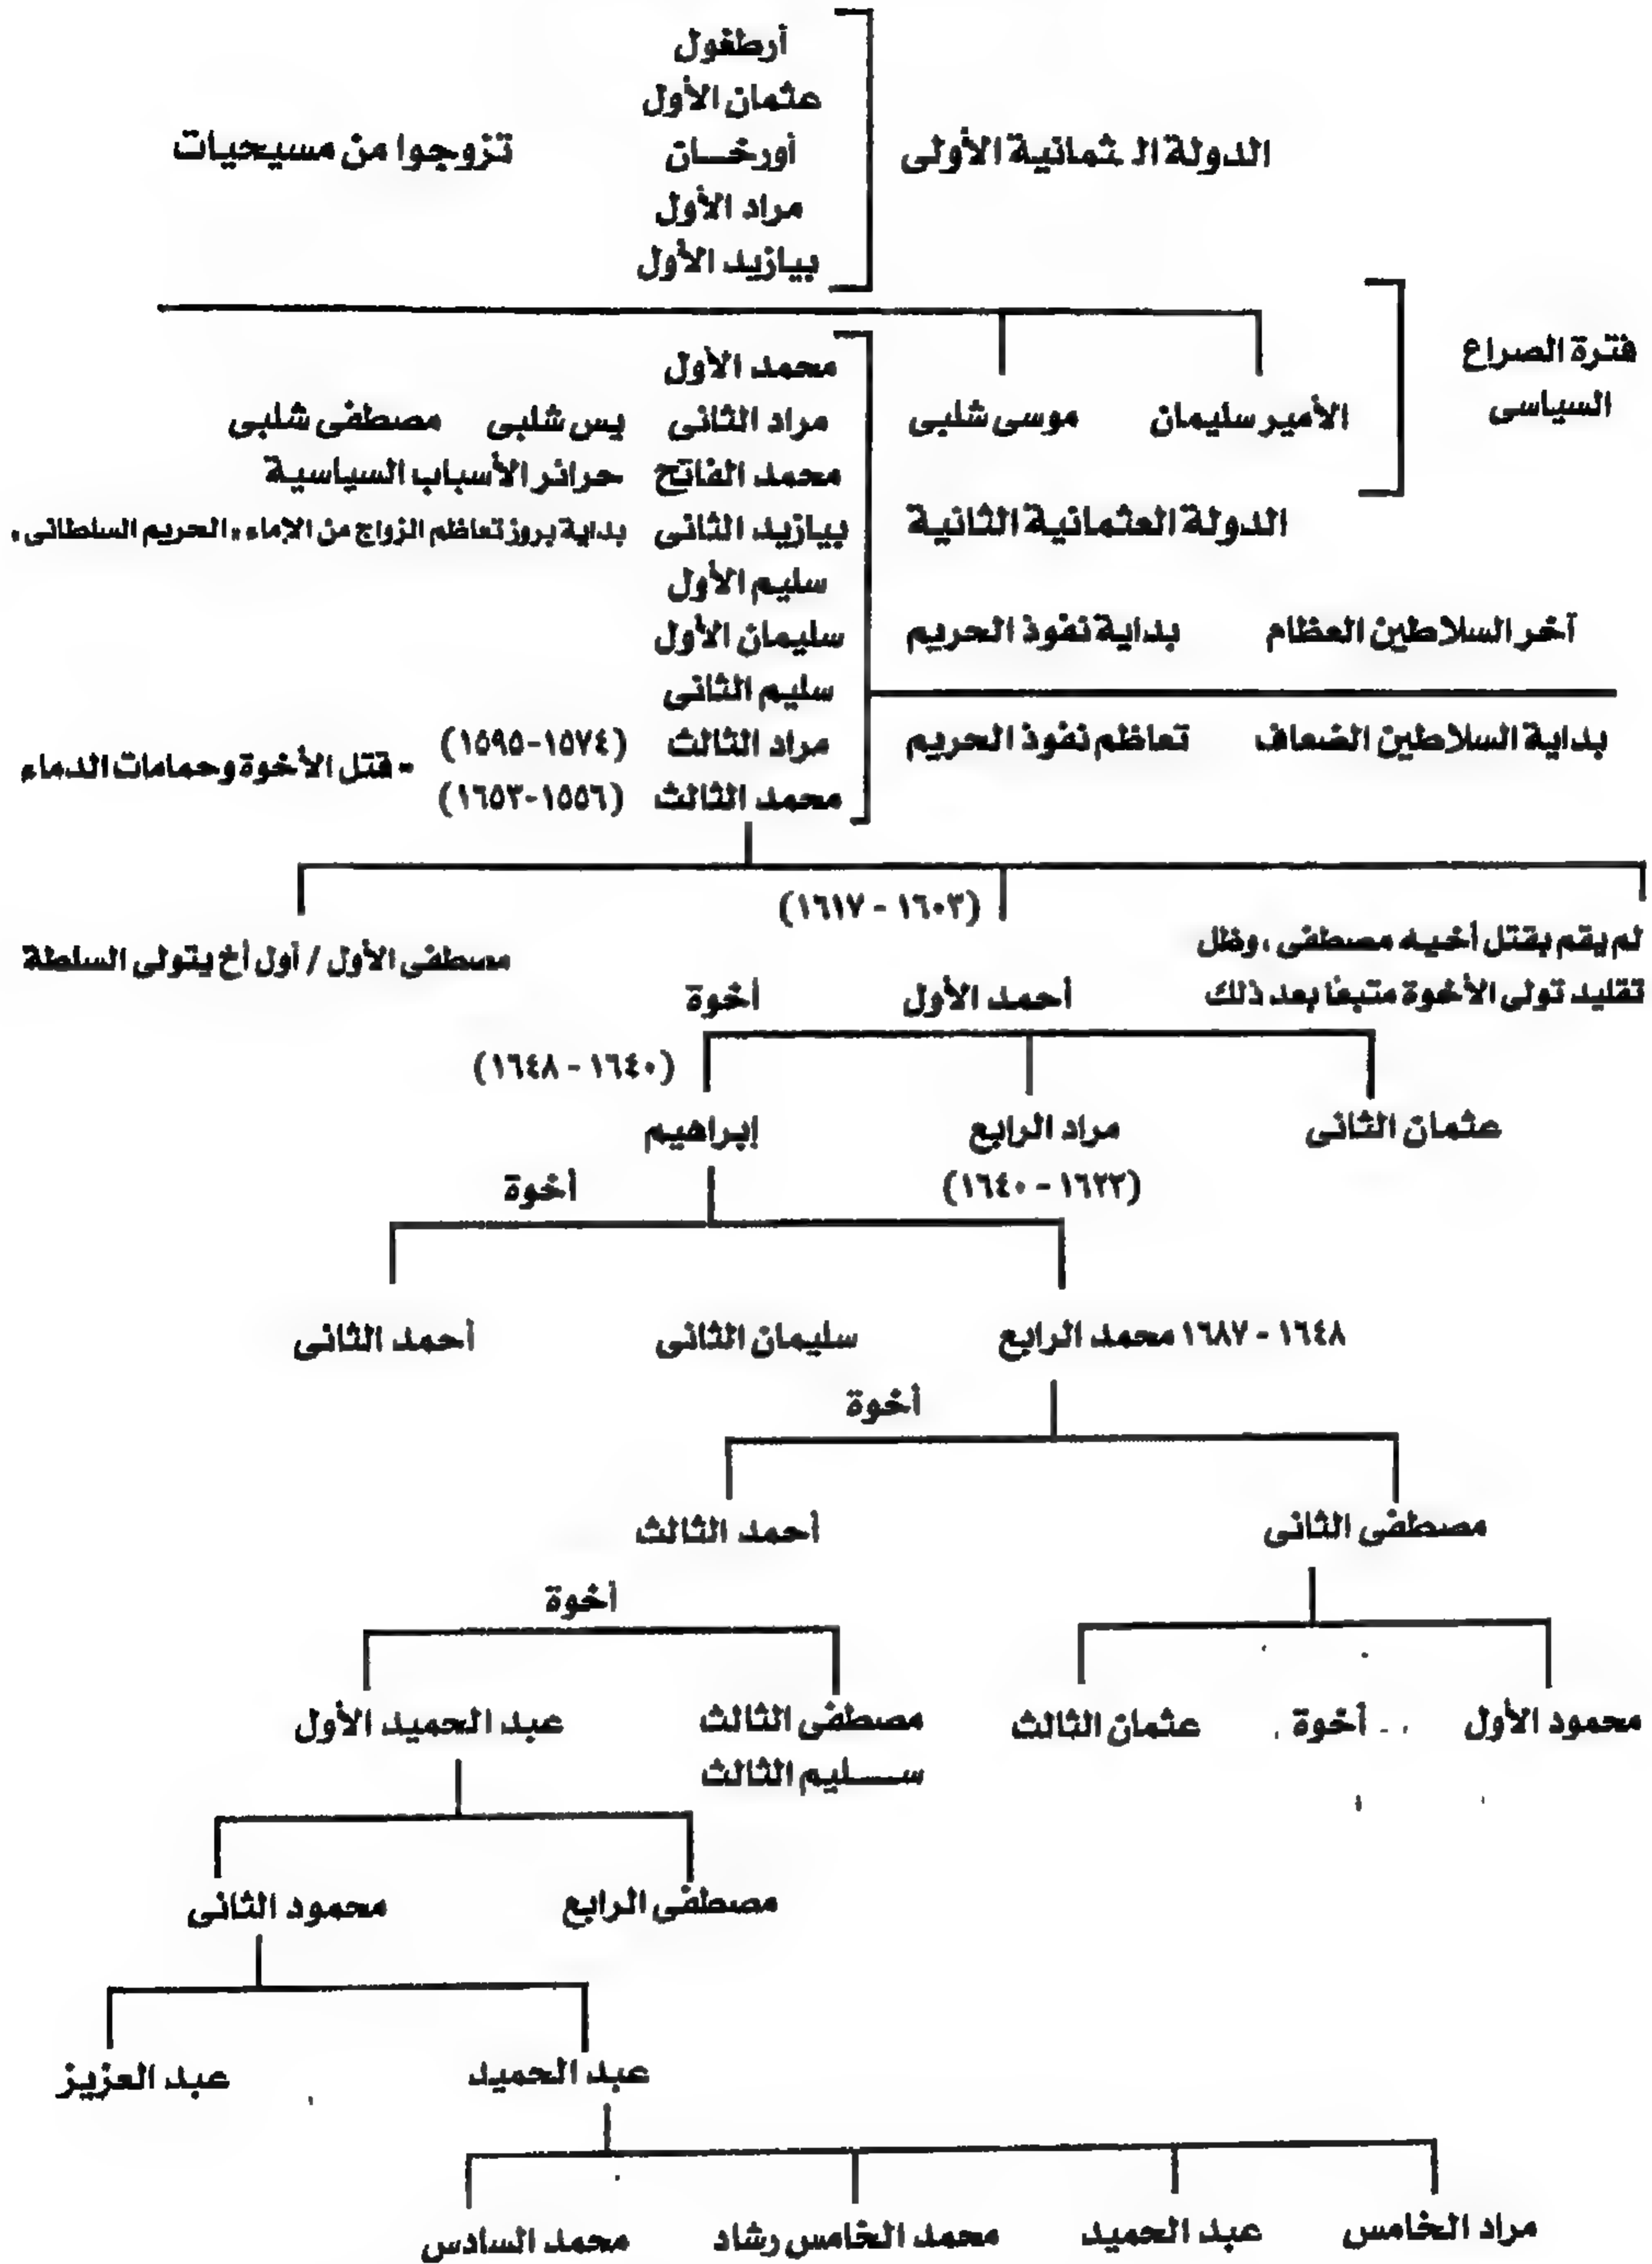 أرطغول
عثمان الأول
الدولة الـ ثمانية الأولى أورخـــان تزوجوا من مسيحيات
مراد الأول
بيازيد الأول
فترة الصراع
السياسى
محمد الأول
الأمير سليمان موسى شلبى مراد الثانى يس شلبى مصطفى شلبى
محمد الفاتح حرائر الأسباب السياسية
الدولة العثمانية الثانية بيازيد الثانى بداية بروز تعاظم الزواج من الإماء «الحريم السلطانى»
سليم الأول
آخر السلاطين العظام بداية نفوذ الحريم سليمان الأول
سليم الثانى
بداية السلاطين الضعاف تعاظم نفوذ الحريم مراد الثالث (١٥٧٤-١٥٩٥)
- قتل الأخوة وحمامات الدماء
محمد الثالث (١٥٥٦-١٦٥٣)
(١٦٠٣ - ١٦١٧)
لم يقم بقتل أخيه مصطفى، وظل
مصطفى الأول / أول أخ يتولى السلطة
تقليد تولى الأخوة متبعًا بعد ذلك أحمد الأول أخوة
(١٦٤٠ - ١٦٤٨)
عثمان الثانى مراد الرابع إبراهيم
(١٦٢٢ - ١٦٤٠) أخوة
١٦٤٨ - ١٦٨٧ محمد الرابع سليمان الثانى أحمد الثانى
أخوة
مصطفى الثانى أحمد الثالث
أخوة
محمود الأول أخوة عثمان الثالث مصطفى الثالث عبد الحميد الأول
ســـليم الثالث
مصطفى الرابع محمود الثانى
عبد الحميد عبد العزيز
مراد الخامس عبد الحميد محمد الخامس رشاد محمد السادس